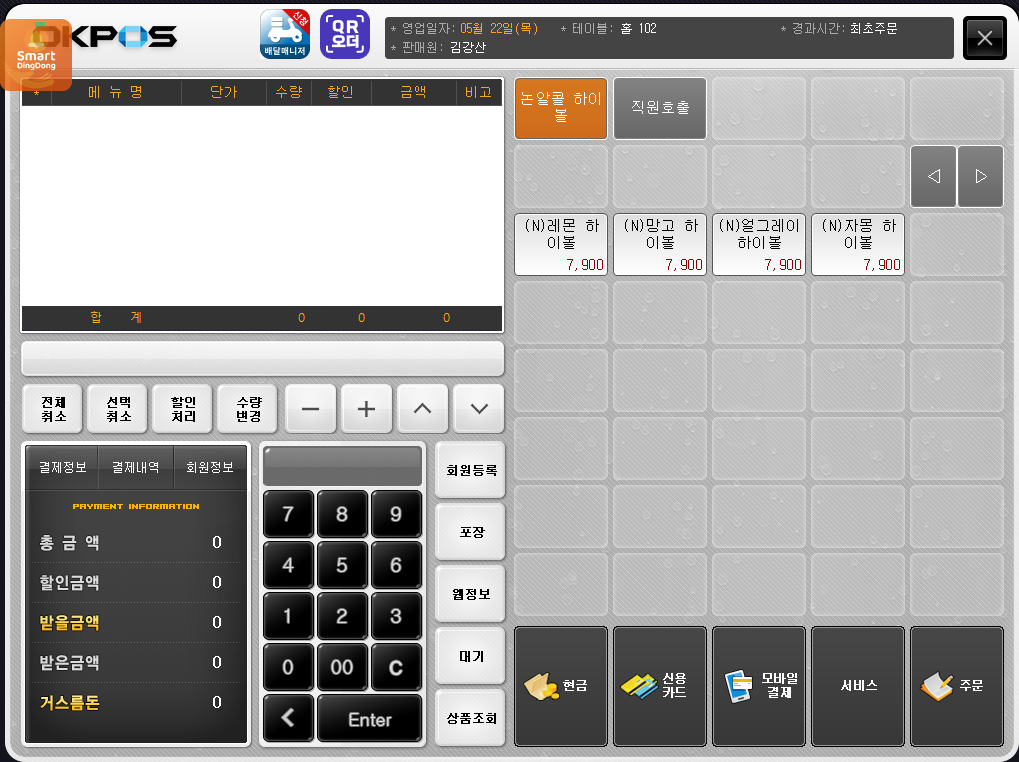 OKPOS
Smart
DingDong
신청
배달매니저
QR
오더
* 영업일자: 05월 22일(목) * 테이블: 홀 102 * 경과시간: 최초주문
* 판매원: 김강산
* 메 뉴 명 단가 수량 할인 금액 비고
합 계 0 0 0
논알콜 하이
볼
직원호출
◁ ▷
(N)레몬 하
이볼
7,900
(N)망고 하
이볼
7,900
(N)얼그레이
하이볼
7,900
(N)자몽 하
이볼
7,900
전체
취소
선택
취소
할인
처리
수량
변경
− +
결제정보 결제내역 회원정보
PAYMENT INFORMATION
총 금 액 0
할인금액 0
받을금액 0
받은금액 0
거스름돈 0
7 8 9
4 5 6
1 2 3
0 00 C
Enter
회원등록
포장
웹정보
대기
상품조회
현금
신용
카드
모바일
결제
서비스
주문